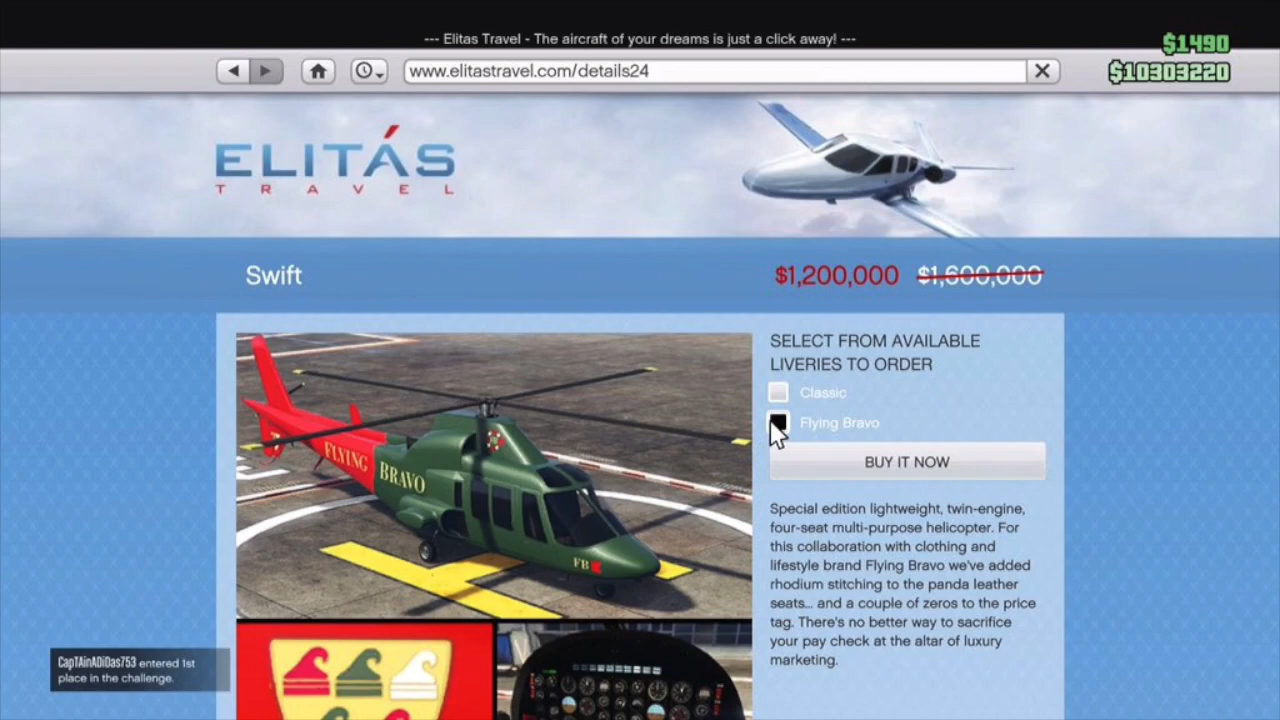 --- Elitas Travel - The aircraft of your dreams is just a click away! ---
$1490
www.elitastravel.com/details24
$10303220
ELITÁS
TRAVEL
Swift
$1,200,000 $1,600,000
SELECT FROM AVAILABLE
LIVERIES TO ORDER
Classic
Flying Bravo
BUY IT NOW
FLYING BRAVO
FB
Special edition lightweight, twin-engine,
four-seat multi-purpose helicopter. For
this collaboration with clothing and
lifestyle brand Flying Bravo we've added
rhodium stitching to the panda leather
seats... and a couple of zeros to the price
tag. There's no better way to sacrifice
your pay check at the altar of luxury
marketing.
CapTAinADiDas753 entered 1st
place in the challenge.